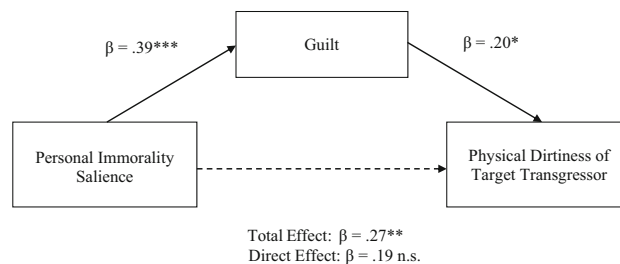 Guilt
β = .39***
β = .20*
Personal Immorality
Salience
Physical Dirtiness of
Target Transgressor
Total Effect: β = .27**
Direct Effect: β = .19 n.s.